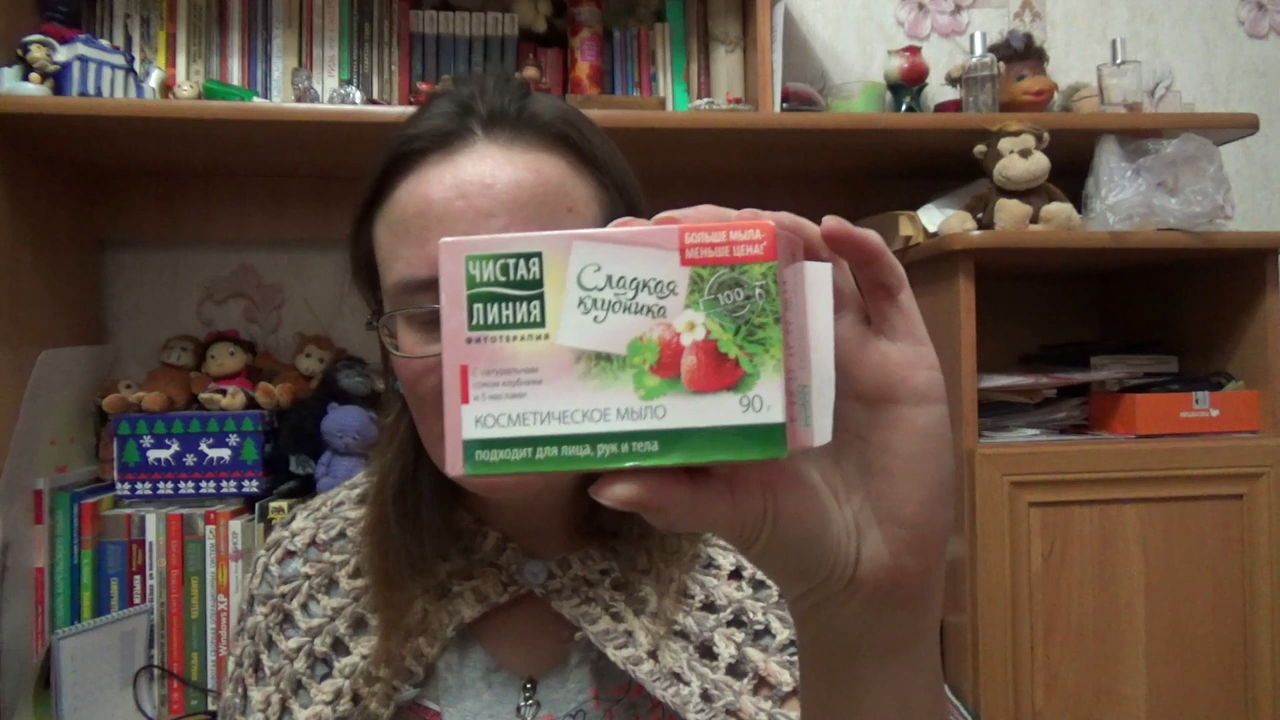 БОЛЬШЕ МЫЛА-
МЕНЬШЕ ЦЕНА!*
ЧИСТАЯ
ЛИНИЯ
ФИТОТЕРАПИЯ
Сладкая
клубника
100
С натуральным
соком клубники
и 5 маслами
КОСМЕТИЧЕСКОЕ МЫЛО
90 г
подходит для лица, рук и тела
Windows XP